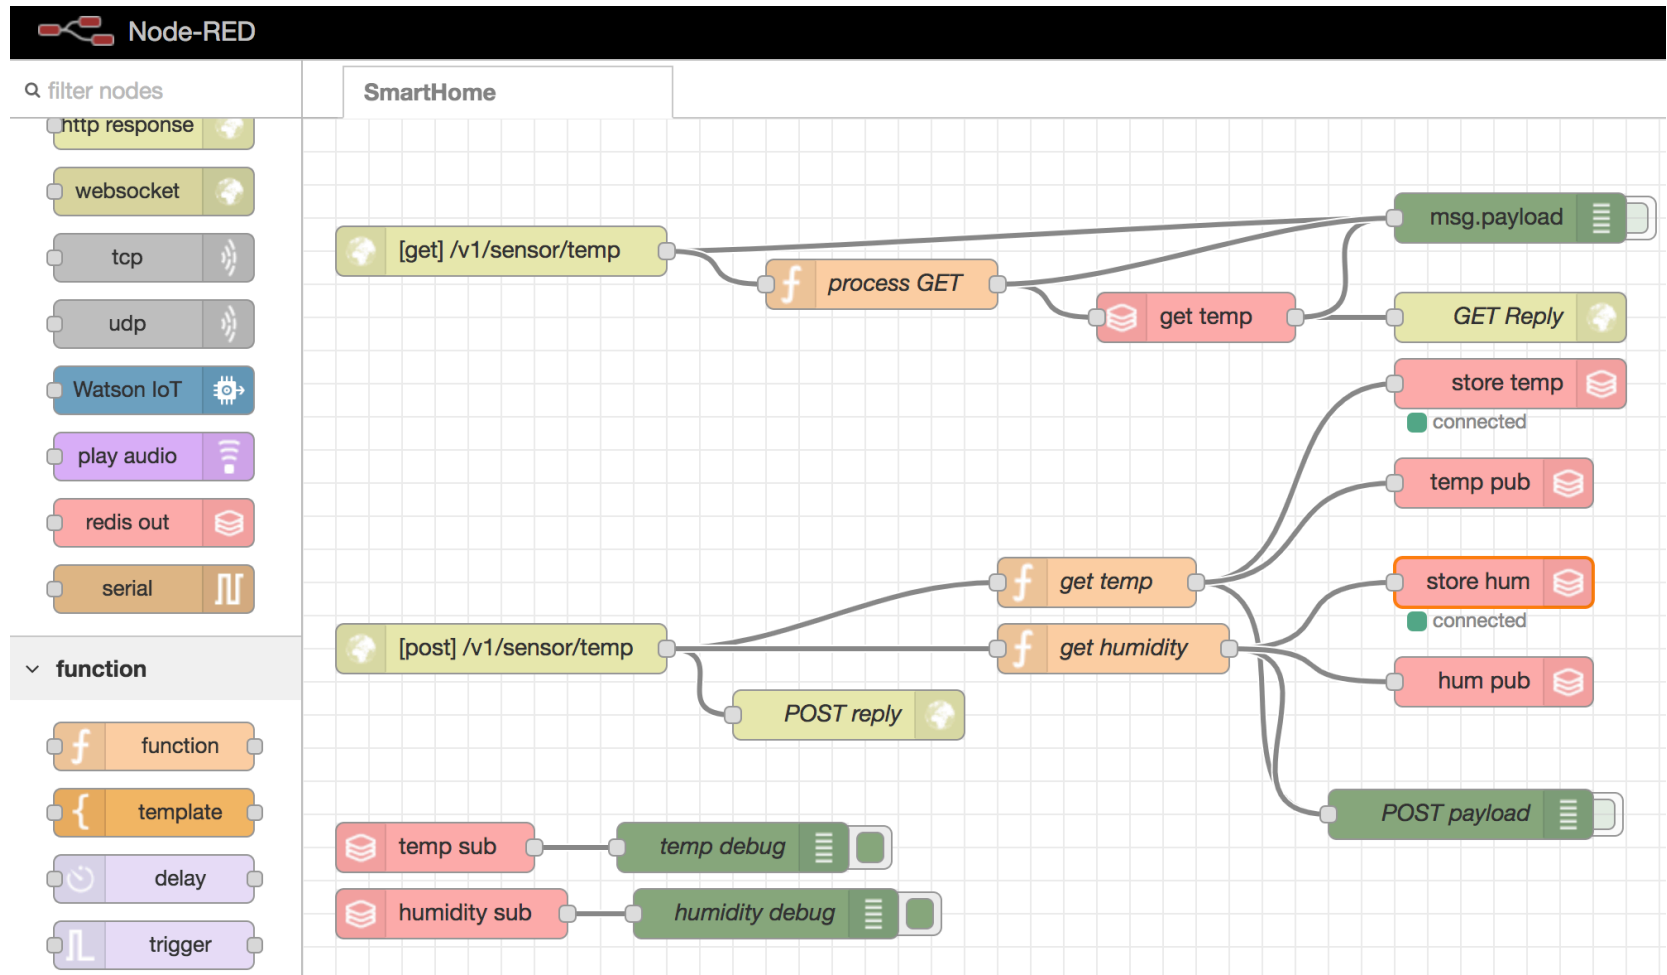 Node-RED
filter nodes
SmartHome
http response
websocket
tcp
udp
Watson IoT
play audio
redis out
serial
function
function
template
delay
trigger
[get] /v1/sensor/temp
process GET
get temp
msg.payload
GET Reply
store temp
connected
temp pub
get temp
store hum
connected
[post] /v1/sensor/temp
get humidity
hum pub
POST reply
POST payload
temp sub
temp debug
humidity sub
humidity debug